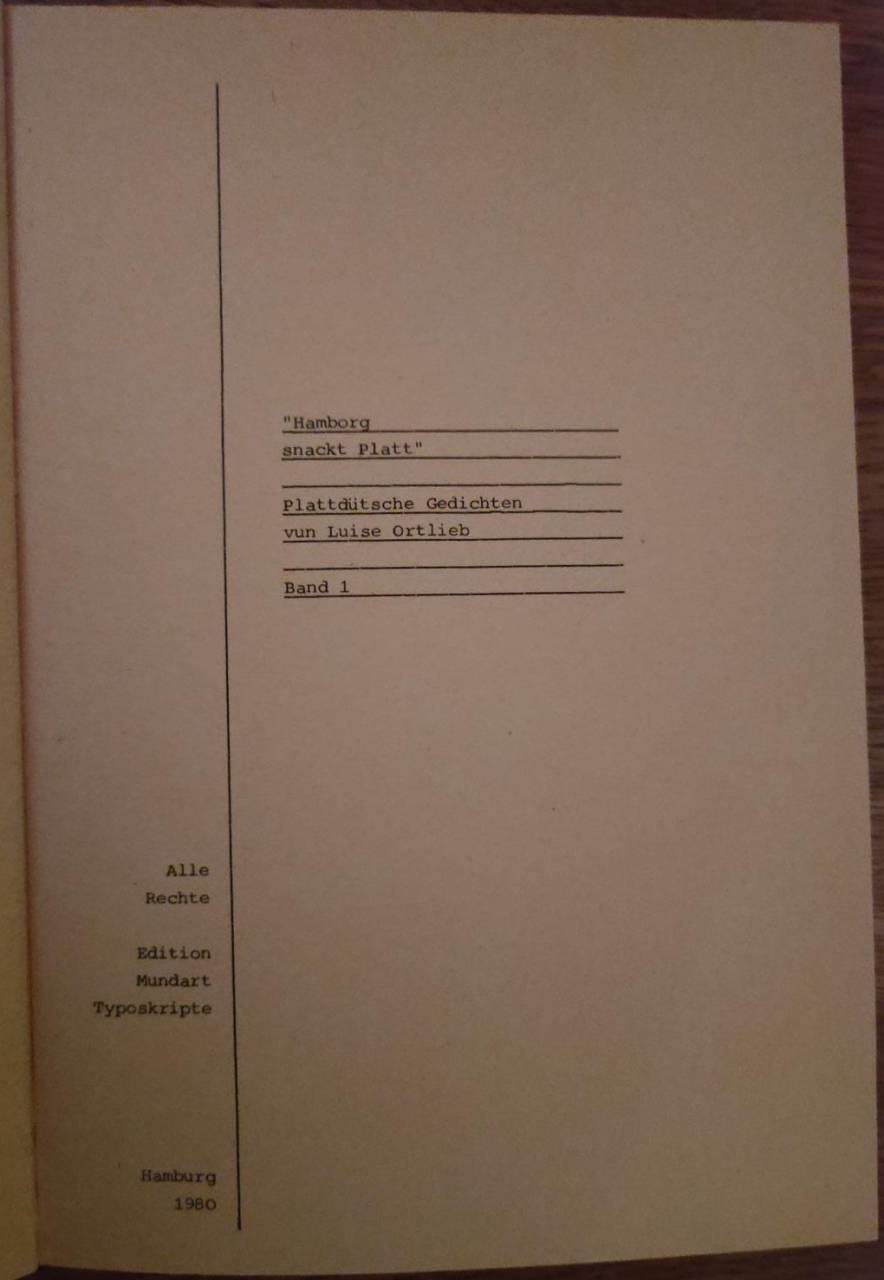 "Hamborg
snackt Platt"
Plattdütsche Gedichten
vun Luise Ortlieb
Band 1
Alle
Rechte
Edition
Mundart
Typoskripte
Hamburg
1980